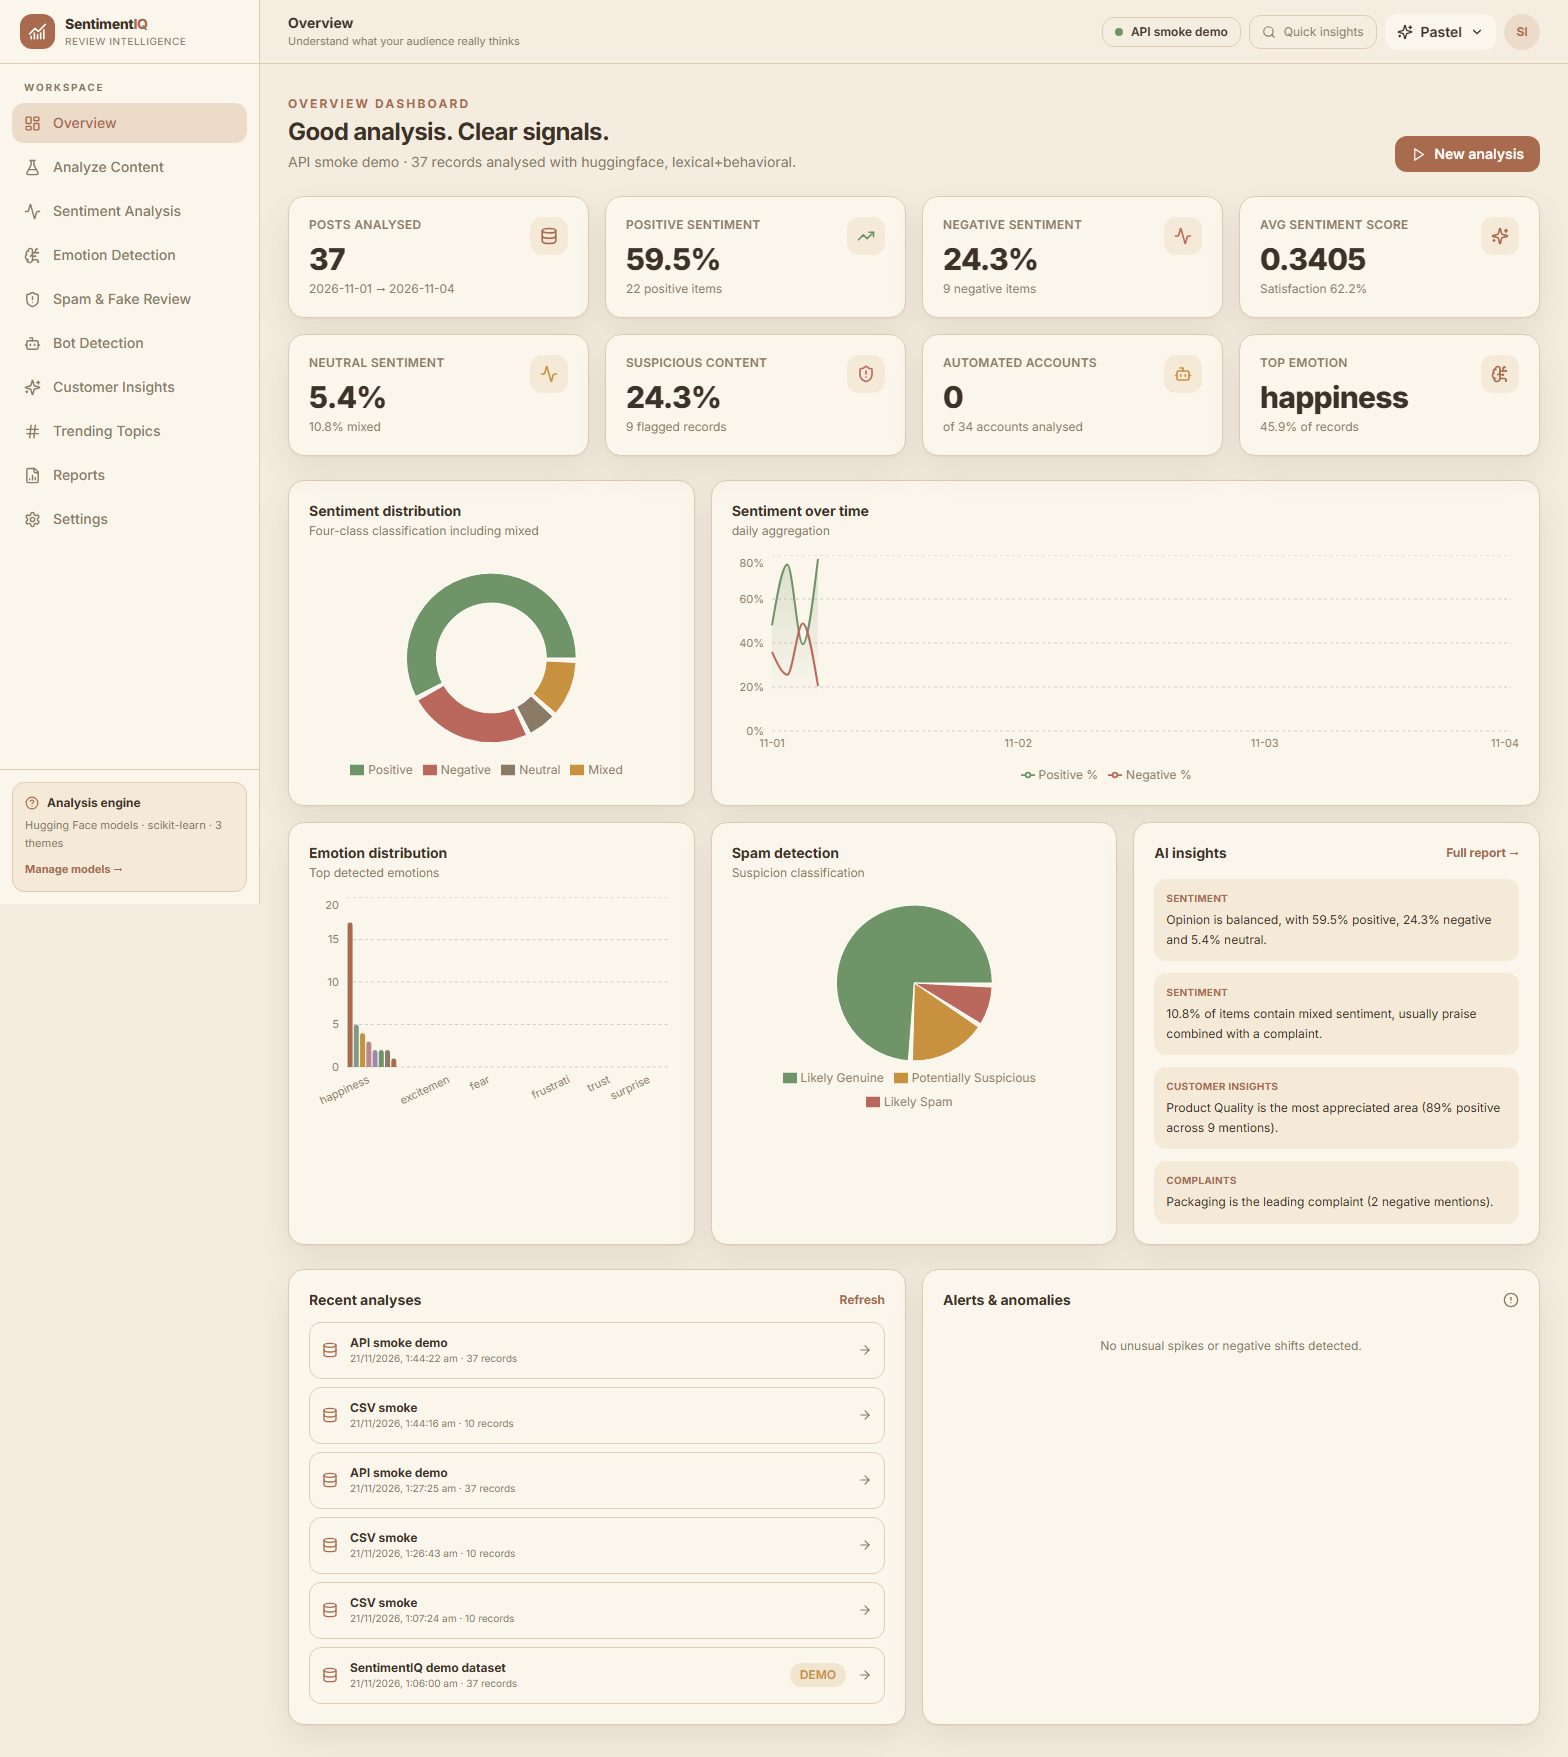 SentimentIQ
REVIEW INTELLIGENCE
WORKSPACE
Overview
Analyze Content
Sentiment Analysis
Emotion Detection
Spam & Fake Review
Bot Detection
Customer Insights
Trending Topics
Reports
Settings
Analysis engine
Hugging Face models · scikit-learn · 3
themes
Manage models →
Overview
Understand what your audience really thinks
API smoke demo
Quick insights
Pastel
SI
OVERVIEW DASHBOARD
Good analysis. Clear signals.
API smoke demo · 37 records analysed with huggingface, lexical+behavioral.
New analysis
POSTS ANALYSED
37
2026-11-01 → 2026-11-04
POSITIVE SENTIMENT
59.5%
22 positive items
NEGATIVE SENTIMENT
24.3%
9 negative items
AVG SENTIMENT SCORE
0.3405
Satisfaction 62.2%
NEUTRAL SENTIMENT
5.4%
10.8% mixed
SUSPICIOUS CONTENT
24.3%
9 flagged records
AUTOMATED ACCOUNTS
0
of 34 accounts analysed
TOP EMOTION
happiness
45.9% of records
Sentiment distribution
Four-class classification including mixed
Positive Negative Neutral Mixed
Sentiment over time
daily aggregation
80%
60%
40%
20%
0%
11-01 11-02 11-03 11-04
Positive % Negative %
Emotion distribution
Top detected emotions
20
15
10
5
0
happiness excitemen fear frustrati trust surprise
Spam detection
Suspicion classification
Likely Genuine Potentially Suspicious
Likely Spam
AI insights
Full report →
SENTIMENT
Opinion is balanced, with 59.5% positive, 24.3% negative
and 5.4% neutral.
SENTIMENT
10.8% of items contain mixed sentiment, usually praise
combined with a complaint.
CUSTOMER INSIGHTS
Product Quality is the most appreciated area (89% positive
across 9 mentions).
COMPLAINTS
Packaging is the leading complaint (2 negative mentions).
Recent analyses
Refresh
API smoke demo
21/11/2026, 1:44:22 am · 37 records
CSV smoke
21/11/2026, 1:44:16 am · 10 records
API smoke demo
21/11/2026, 1:27:25 am · 37 records
CSV smoke
21/11/2026, 1:26:43 am · 10 records
CSV smoke
21/11/2026, 1:07:24 am · 10 records
SentimentIQ demo dataset
21/11/2026, 1:06:00 am · 37 records
DEMO
Alerts & anomalies
No unusual spikes or negative shifts detected.